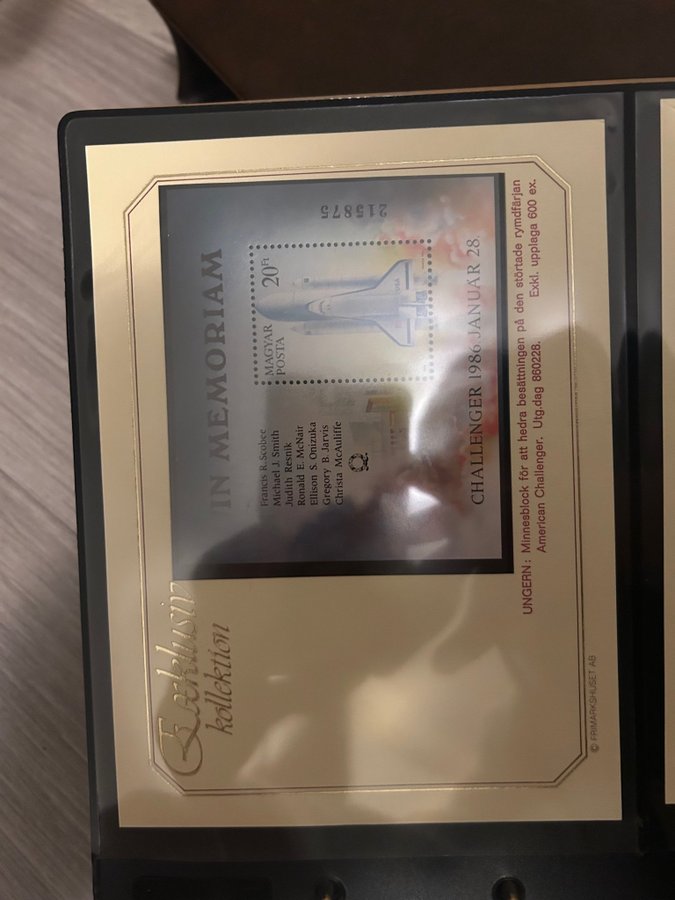 Exklusiv
kollektion
IN MEMORIAM
Francis R. Scobee
Michael J. Smith
Judith Resnik
Ronald E. McNair
Ellison S. Onizuka
Gregory B. Jarvis
Christa McAuliffe
MAGYAR
POSTA
20Ft
215875
CHALLENGER 1986 JANUAR 28.
UNGERN: Minnesblock för att hedra besättningen på den störtade rymdfärjan
American Challenger. Utg.dag 860228. Exkl. upplaga 600 ex.
© FRIMÄRKSHUSET AB